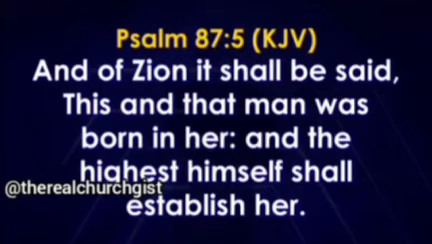 Psalm 87:5 (KJV)
And of Zion it shall be said,
This and that man was
born in her: and the
highest himself shall
@therealchurchgist
establish her.